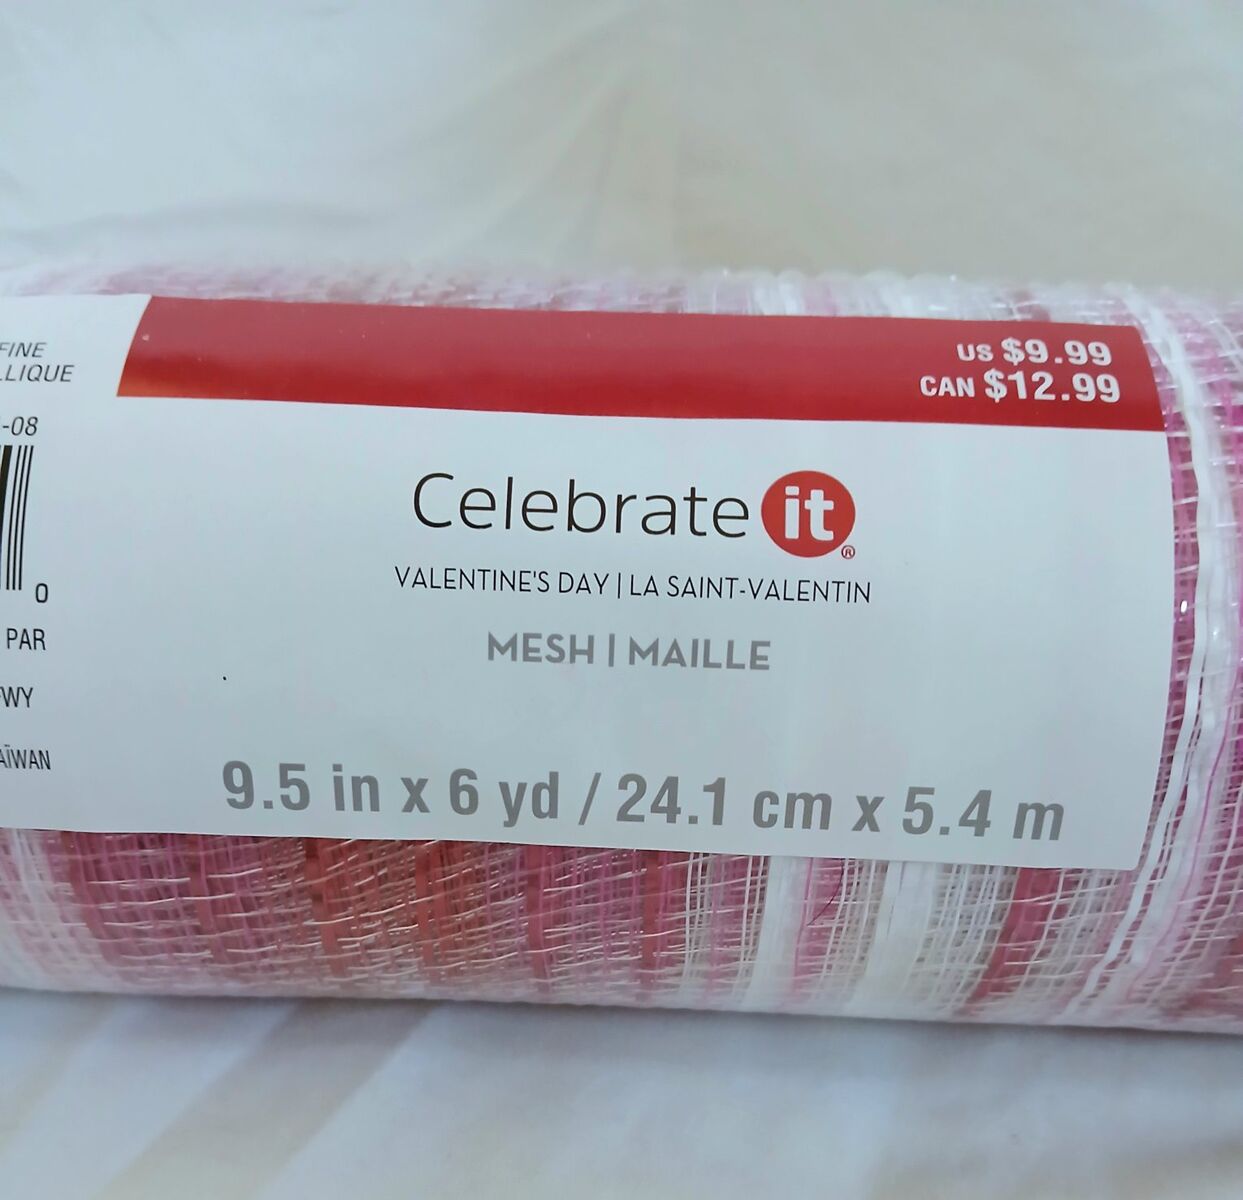 FINE
LLIQUE
-08
0
PAR
WY
AÏWAN
US $9.99
CAN $12.99
Celebrate it®
VALENTINE'S DAY | LA SAINT-VALENTIN
MESH | MAILLE
9.5 in x 6 yd / 24.1 cm x 5.4 m